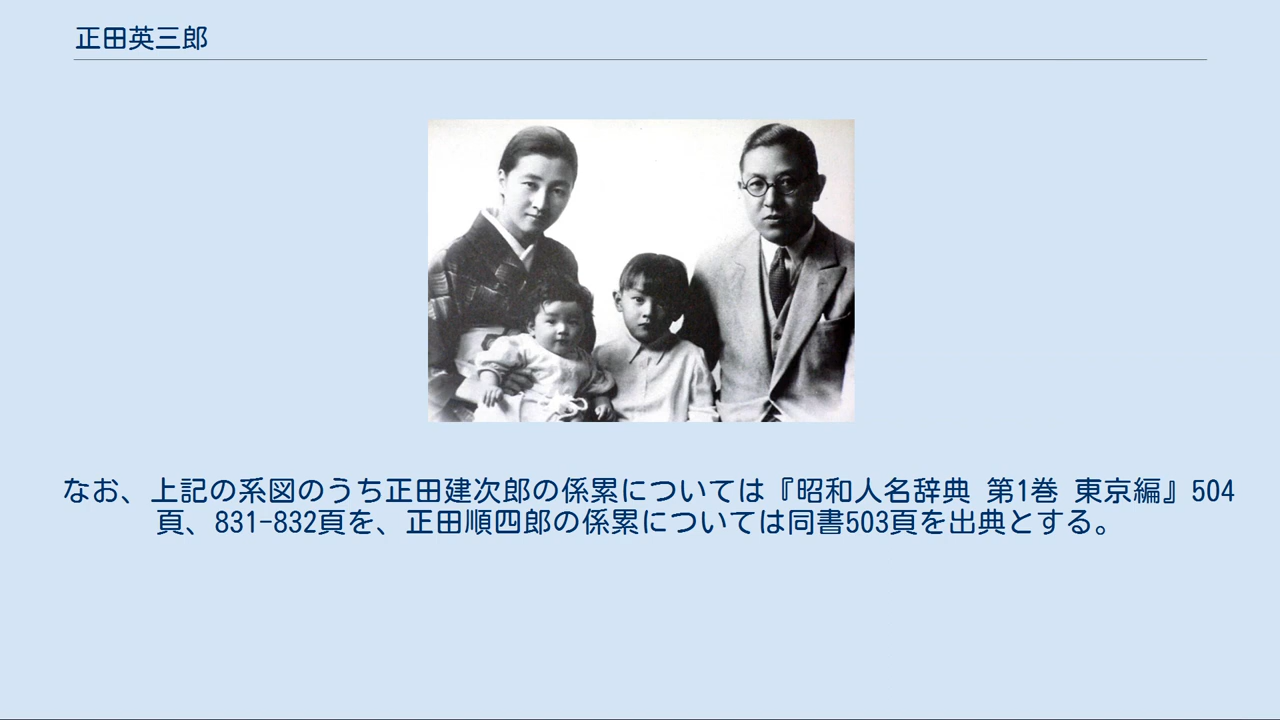 正田英三郎
なお、上記の系図のうち正田建次郎の係累については『昭和人名辞典 第1巻 東京編』504
頁、831-832頁を、正田順四郎の係累については同書503頁を出典とする。